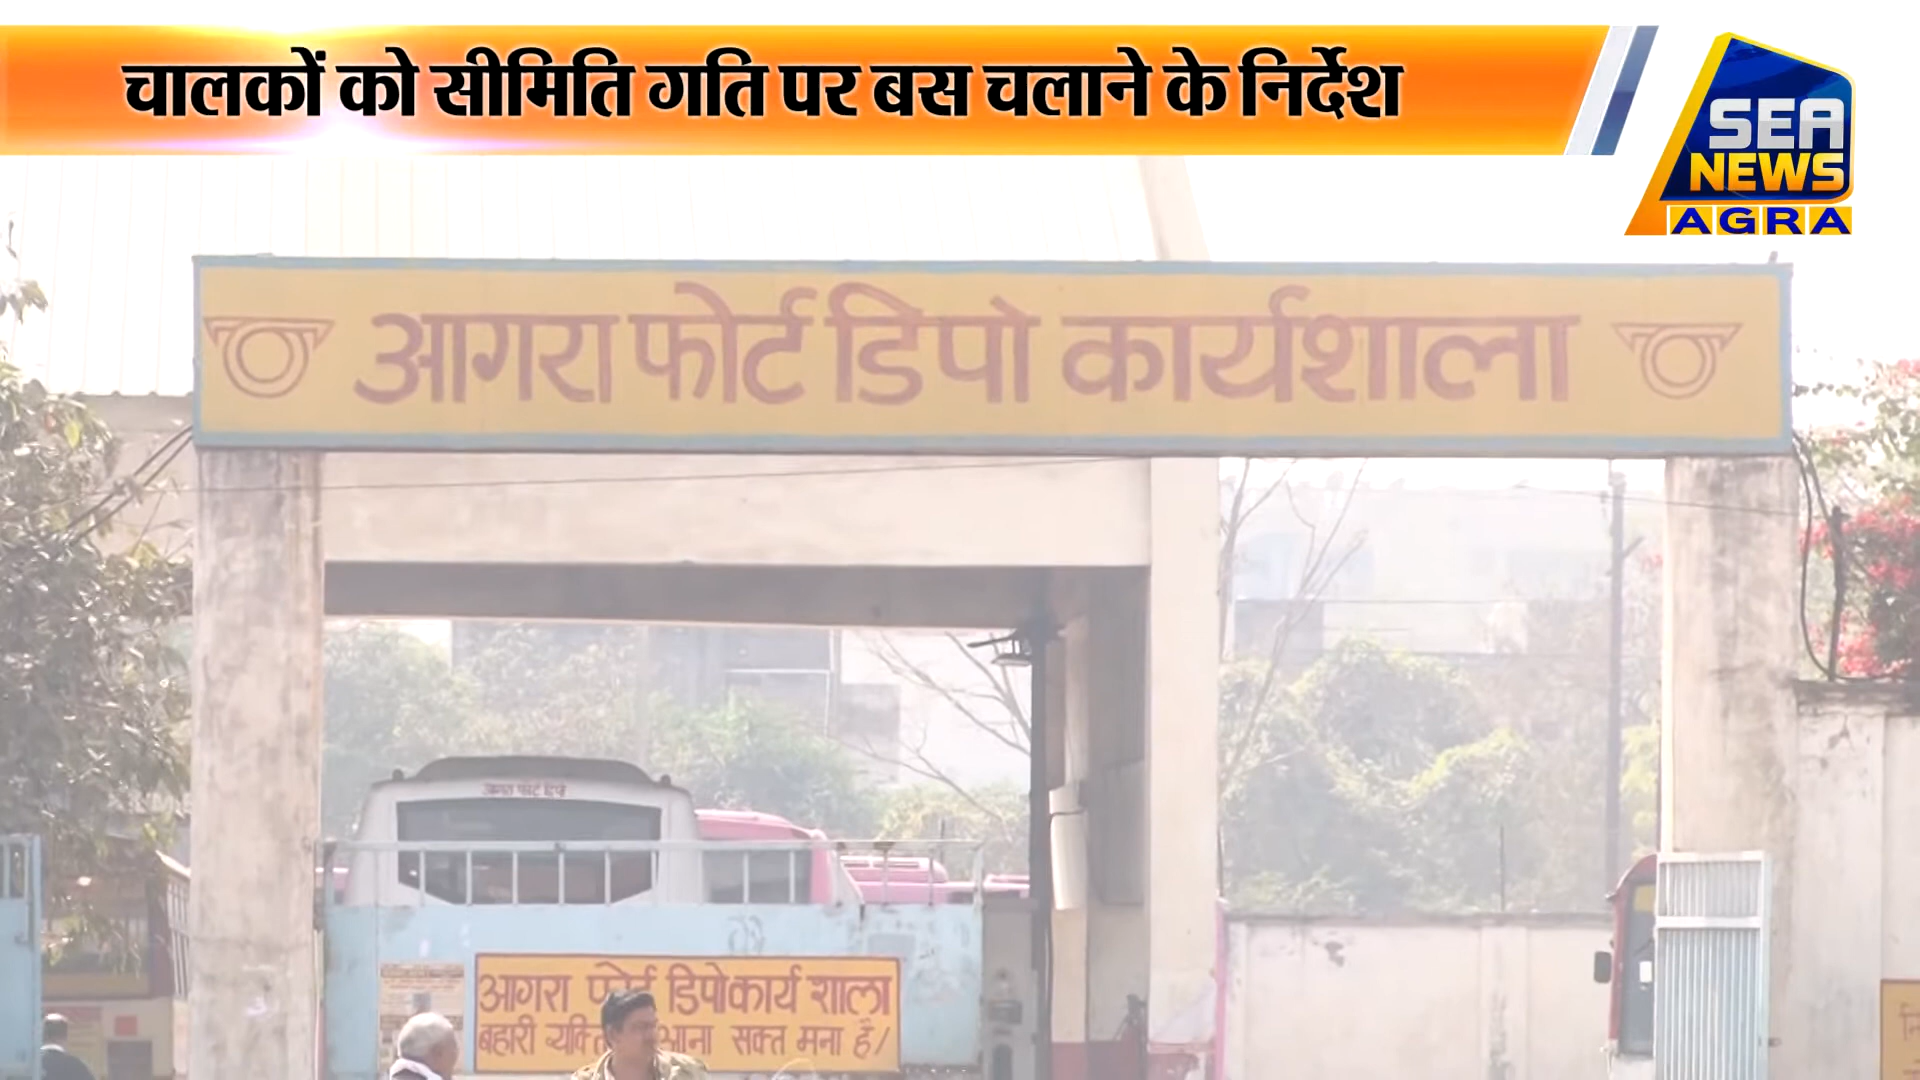 चालकों को सीमिति गति पर बस चलाने के निर्देश
SEA
NEWS
AGRA
आगरा फोर्ट डिपो कार्यशाला
आगरा फोर्ट डिपो
आगरा फोर्ट डिपोकार्य शाला
बहारी व्यक्ति आना सक्त मना है/